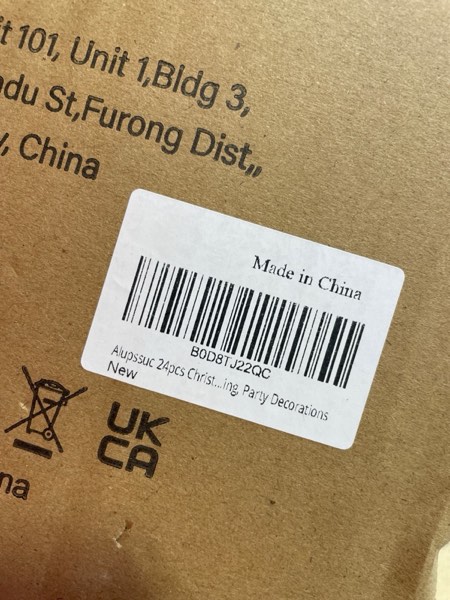 it 101, Unit 1,Bldg 3,
du St,Furong Dist,,
, China
Made in China
B0D8TJ22QC
Alupssuc 24pcs Christ...ing, Party Decorations
New
UK
CA
na